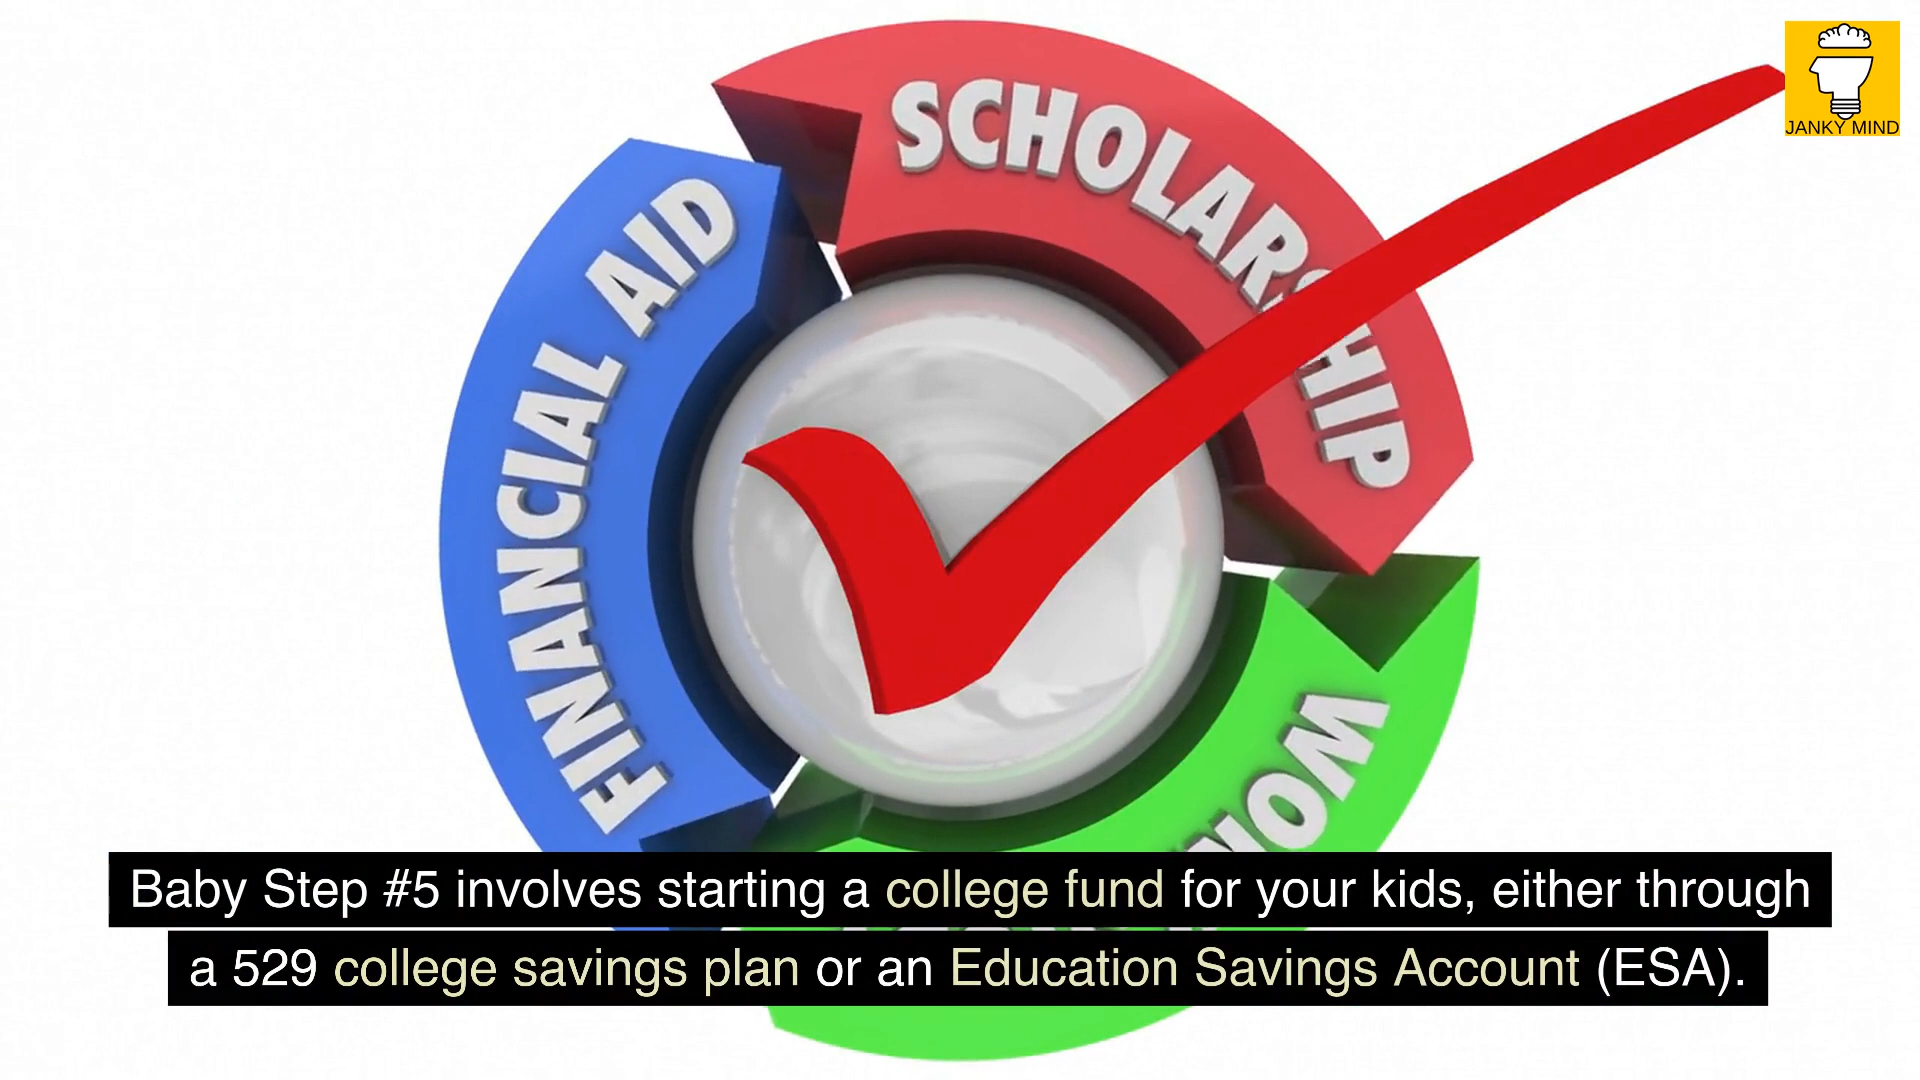 SCHOLARSHIP
JANKY MIND
FINANCIAL AID
Baby Step #5 involves starting a college fund for your kids, either through
a 529 college savings plan or an Education Savings Account (ESA).